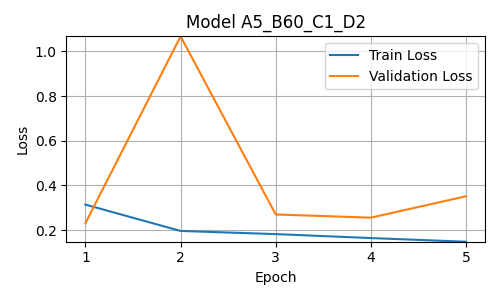 Model A5_B60_C1_D2
Train Loss
Validation Loss
1.0
0.8
0.6
0.4
0.2
Loss
1 2 3 4 5
Epoch